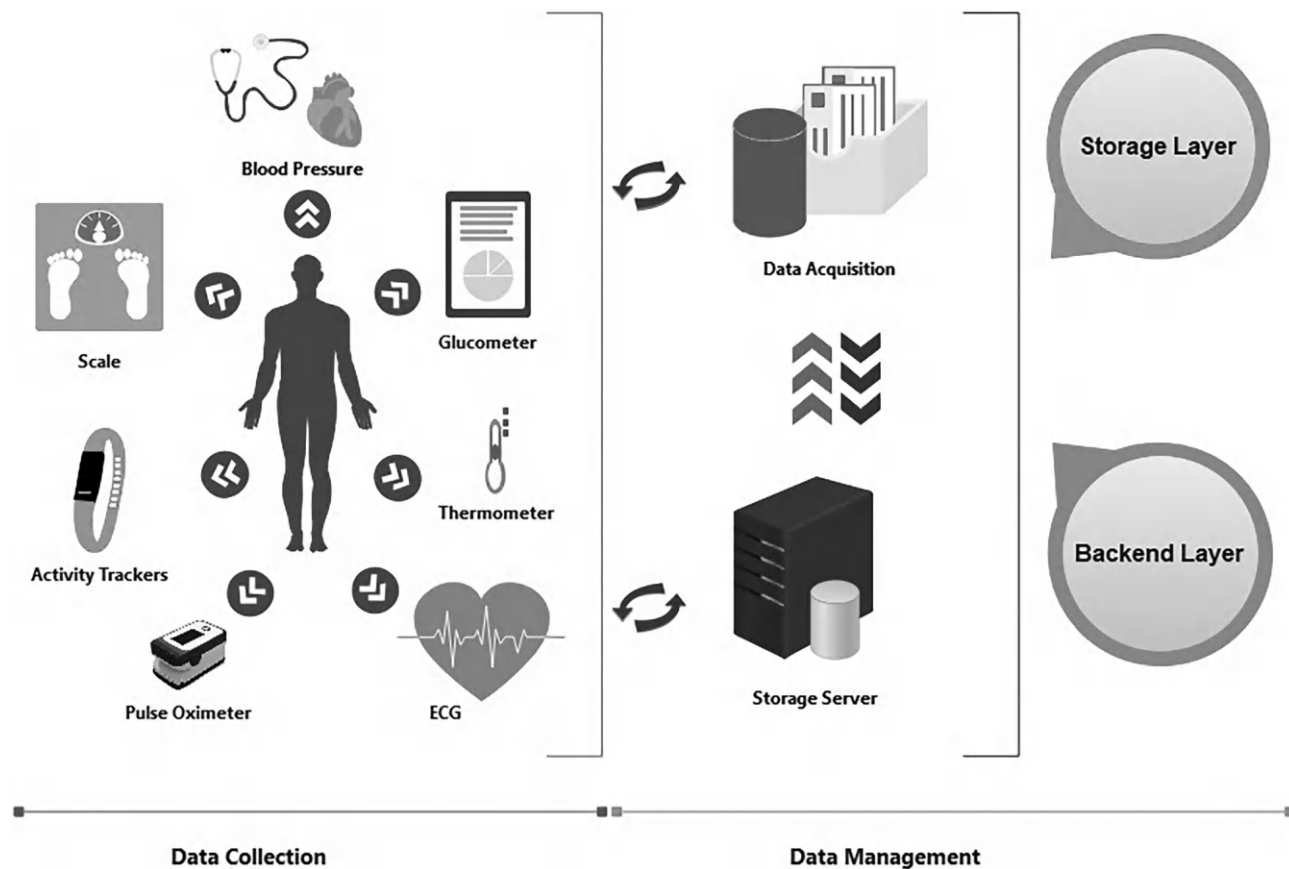 Blood Pressure
Storage Layer
Data Acquisition
Glucometer
Scale
Thermometer
Activity Trackers
Backend Layer
Storage Server
Pulse Oximeter
ECG
Data Collection
Data Management